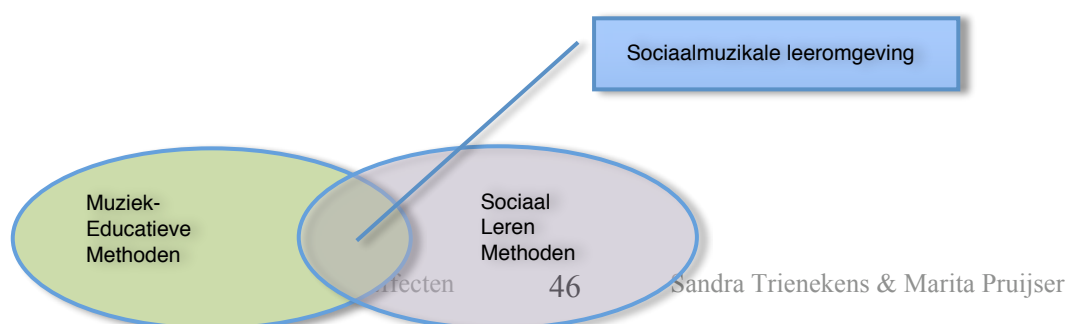 Sociaalmuzikale leeromgeving
Muziek-
Educatieve
Methoden
Sociaal
Leren
Methoden
46 Sandra Trienekens & Marita Pruijser